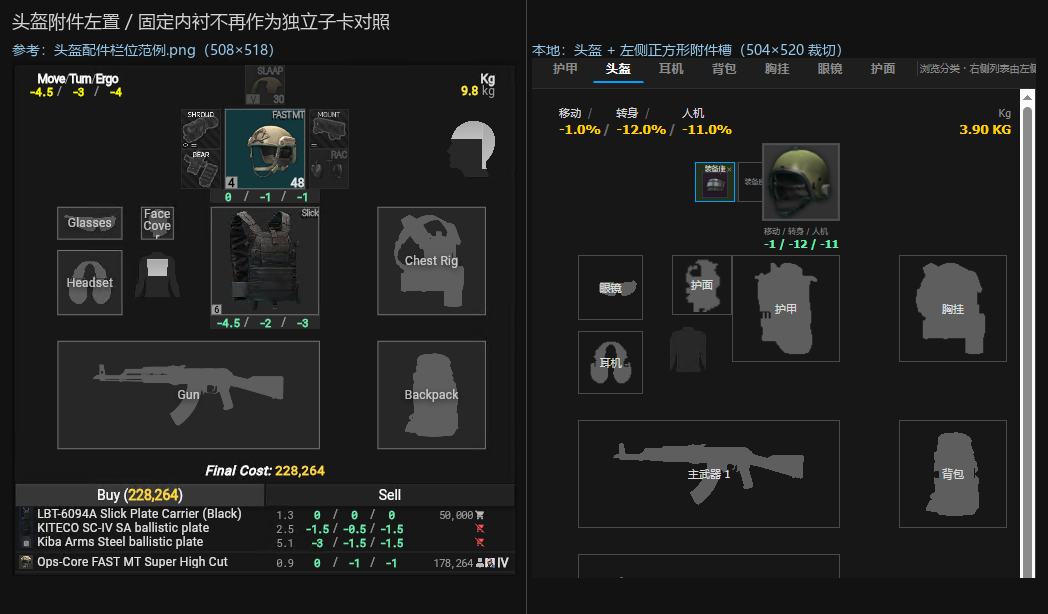 头盔附件左置 / 固定内衬不再作为独立子卡对照
参考：头盔配件栏位范例.png（508×518）
Move/Turn/Ergo
-4.5 / -3 / -4
SLAAP
V 30
Kg
9.8 kg
SHROUD
FAST MT
MOUNT
GEAR
RAC
4
48
0 / -1 / -1
Glasses
Face
Cove
Slick
Headset
Chest Rig
6
-4.5 / -2 / -3
Gun
Backpack
Final Cost: 228,264
Buy (228,264)
Sell
LBT-6094A Slick Plate Carrier (Black) 1.3 0 / 0 / 0 50,000
KITECO SC-IV SA ballistic plate 2.5 -1.5 / -0.5 / -1.5
Kiba Arms Steel ballistic plate 5.1 -3 / -1.5 / -1.5
Ops-Core FAST MT Super High Cut 0.9 0 / -1 / -1 178,264 IV
本地：头盔 + 左侧正方形附件槽（504×520 裁切）
护甲 头盔 耳机 背包 胸挂 眼镜 护面 浏览分类·右侧列表由左侧
移动 / 转身 / 人机
-1.0% / -12.0% / -11.0%
Kg
3.90 KG
装备座 ×
装备座
移动 / 转身 / 人机
-1 / -12 / -11
眼镜
护面
护甲
胸挂
耳机
主武器 1
背包